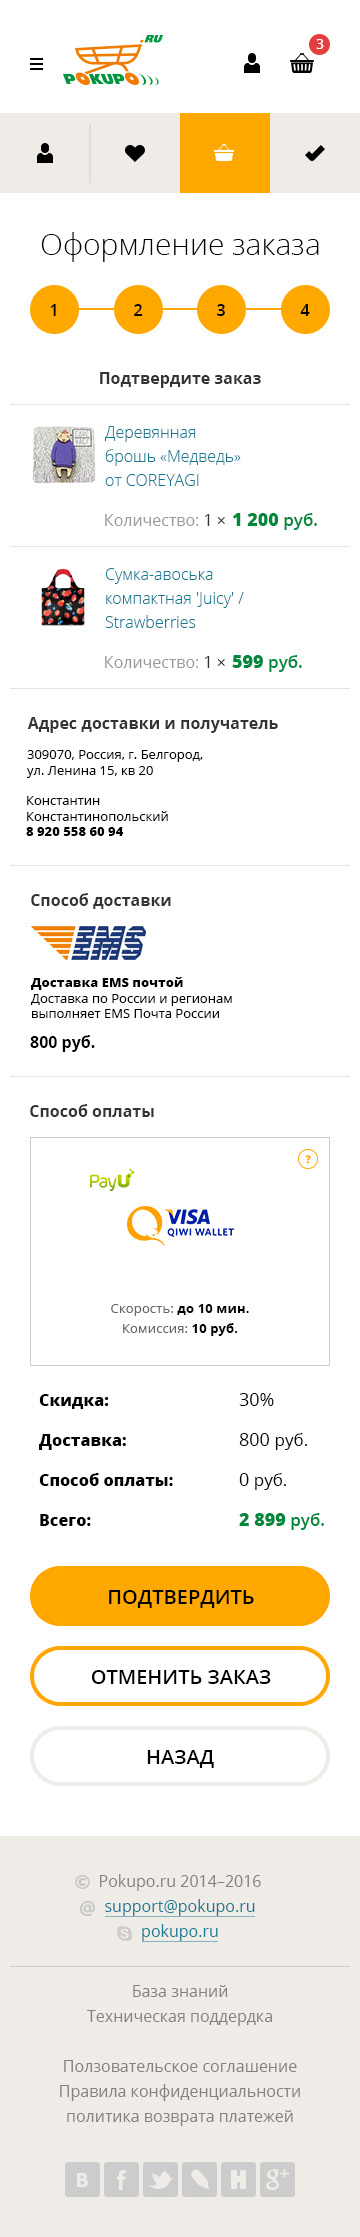 .RU
POKUPO
3
Оформление заказа
1 2 3 4
Подтвердите заказ
Деревянная
брошь «Медведь»
от COREYAGI
Количество: 1 × 1 200 руб.
Сумка-авоська
компактная 'Juicy' /
Strawberries
Количество: 1 × 599 руб.
Адрес доставки и получатель
309070, Россия, г. Белгород,
ул. Ленина 15, кв 20
Константин
Константинопольский
8 920 558 60 94
Способ доставки
EMS
Доставка EMS почтой
Доставка по России и регионам
выполняет EMS Почта России
800 руб.
Способ оплаты
?
PayU
VISA
QIWI WALLET
Скорость: до 10 мин.
Комиссия: 10 руб.
Скидка: 30%
Доставка: 800 руб.
Способ оплаты: 0 руб.
Всего: 2 899 руб.
ПОДТВЕРДИТЬ
ОТМЕНИТЬ ЗАКАЗ
НАЗАД
© Pokupo.ru 2014–2016
@ support@pokupo.ru
pokupo.ru
База знаний
Техническая поддердка
Ползовательское соглашение
Правила конфиденциальности
политика возврата платежей